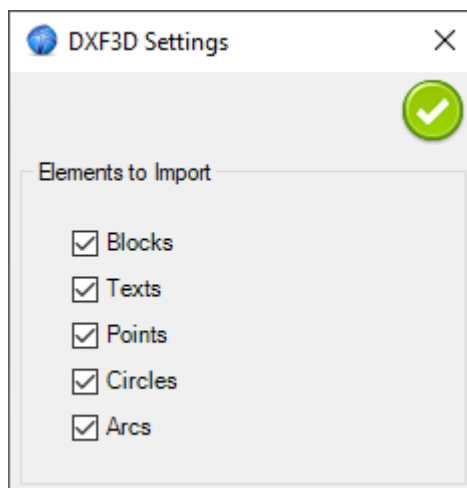 DXF3D Settings
Elements to Import
Blocks
Texts
Points
Circles
Arcs